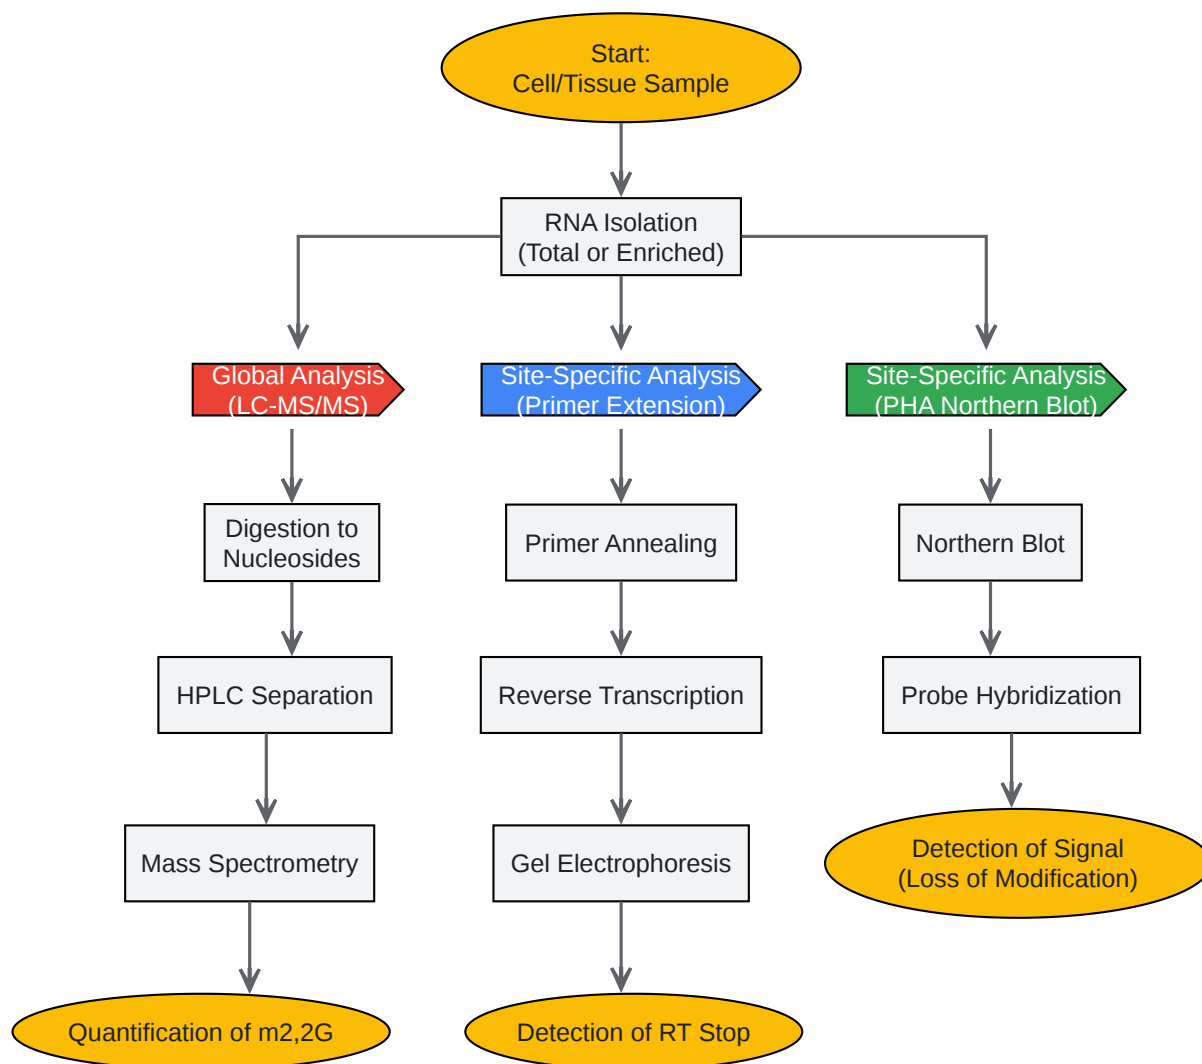 Start:
Cell/Tissue Sample
RNA Isolation
(Total or Enriched)
Global Analysis
(LC-MS/MS)
Site-Specific Analysis
(Primer Extension)
Site-Specific Analysis
(PHA Northern Blot)
Digestion to
Nucleosides
Primer Annealing
Northern Blot
HPLC Separation
Reverse Transcription
Probe Hybridization
Mass Spectrometry
Gel Electrophoresis
Detection of Signal
(Loss of Modification)
Quantification of m2,2G
Detection of RT Stop